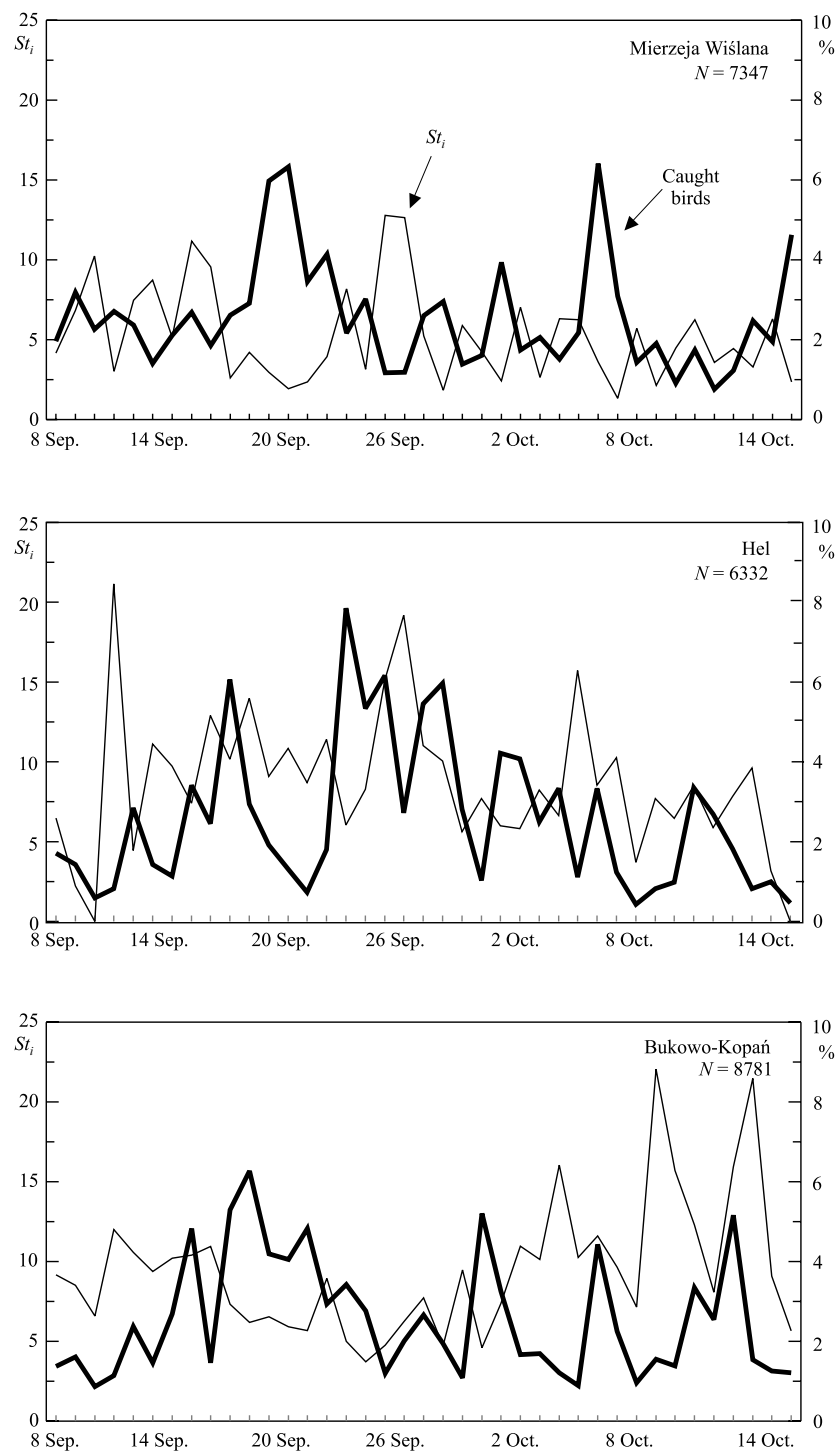 25
St_i
20
15
10
5
0
10
%
8
6
4
2
0
Mierzeja Wiślana
N = 7347
St_i
Caught
birds
8 Sep. 14 Sep. 20 Sep. 26 Sep. 2 Oct. 8 Oct. 14 Oct.
25
St_i
20
15
10
5
0
10
%
8
6
4
2
0
Hel
N = 6332
8 Sep. 14 Sep. 20 Sep. 26 Sep. 2 Oct. 8 Oct. 14 Oct.
25
St_i
20
15
10
5
0
10
%
8
6
4
2
0
Bukowo-Kopań
N = 8781
8 Sep. 14 Sep. 20 Sep. 26 Sep. 2 Oct. 8 Oct. 14 Oct.